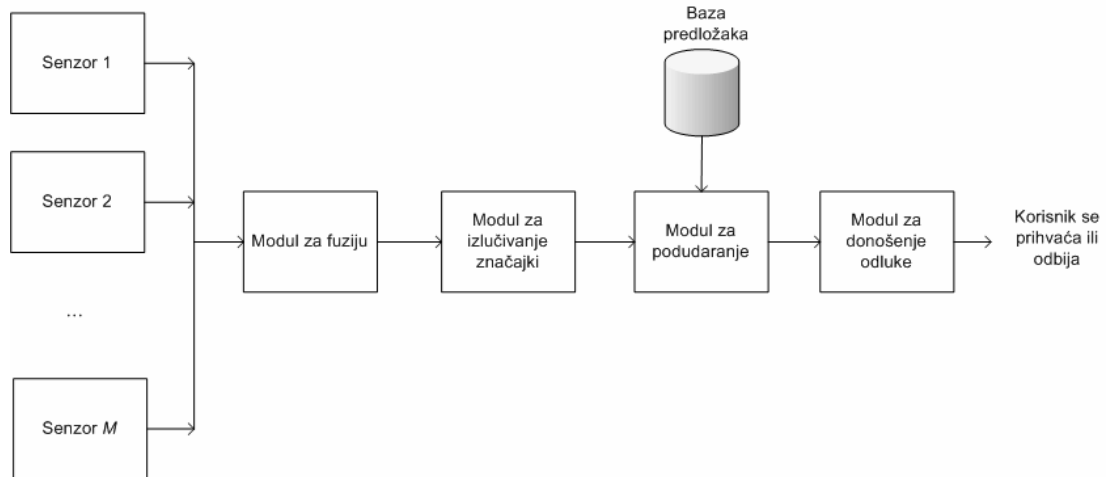 Senzor 1
Senzor 2
...
Senzor M
Modul za fuziju
Modul za
izlučivanje
značajki
Baza
predložaka
Modul za
podudaranje
Modul za
donošenje
odluke
Korisnik se
prihvaća ili
odbija